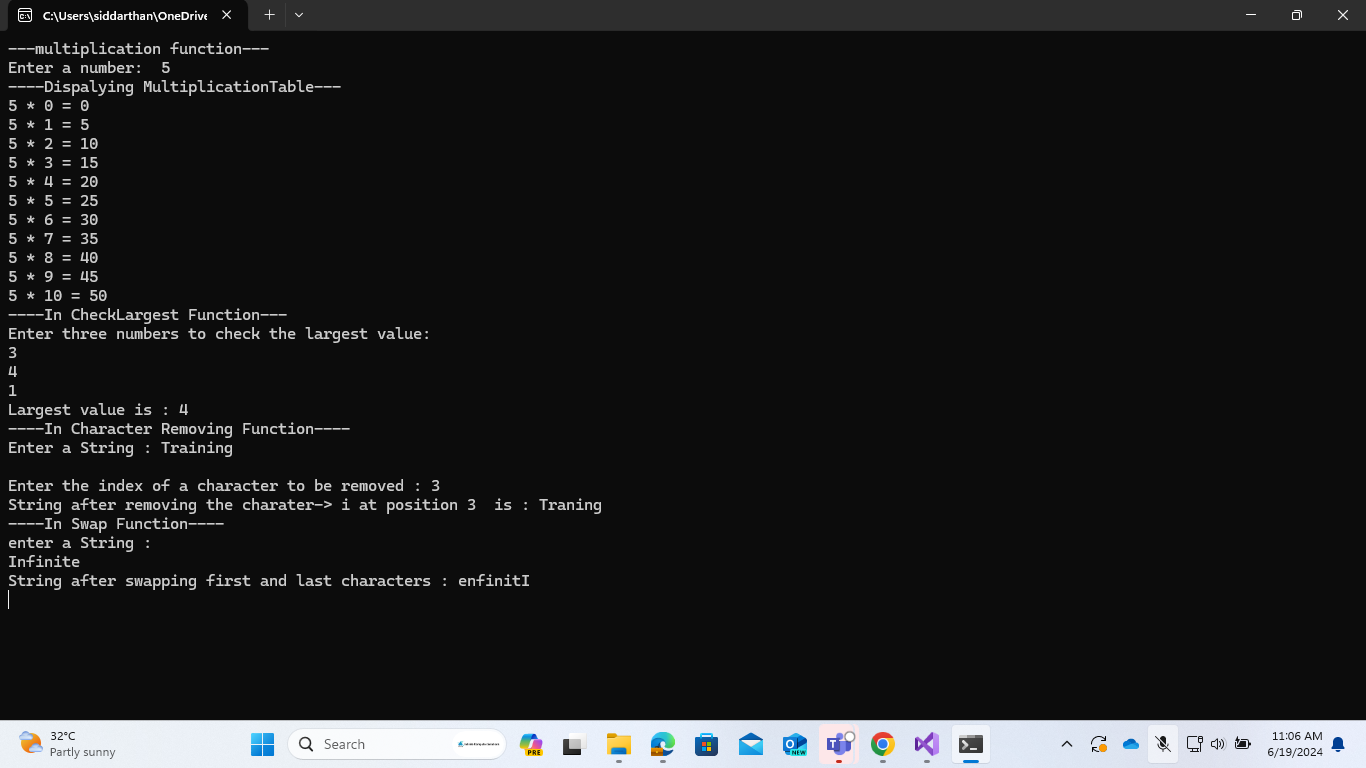 C:\Users\siddarthan\OneDrive
---multiplication function---
Enter a number:  5
----Dispalying MultiplicationTable---
5 * 0 = 0
5 * 1 = 5
5 * 2 = 10
5 * 3 = 15
5 * 4 = 20
5 * 5 = 25
5 * 6 = 30
5 * 7 = 35
5 * 8 = 40
5 * 9 = 45
5 * 10 = 50
----In CheckLargest Function---
Enter three numbers to check the largest value:
3
4
1
Largest value is : 4
----In Character Removing Function----
Enter a String : Training
Enter the index of a character to be removed : 3
String after removing the charater-> i at position 3  is : Traning
----In Swap Function----
enter a String :
Infinite
String after swapping first and last characters : enfinitI
32°C
Partly sunny
Search
PRE
NEW
11:06 AM
6/19/2024